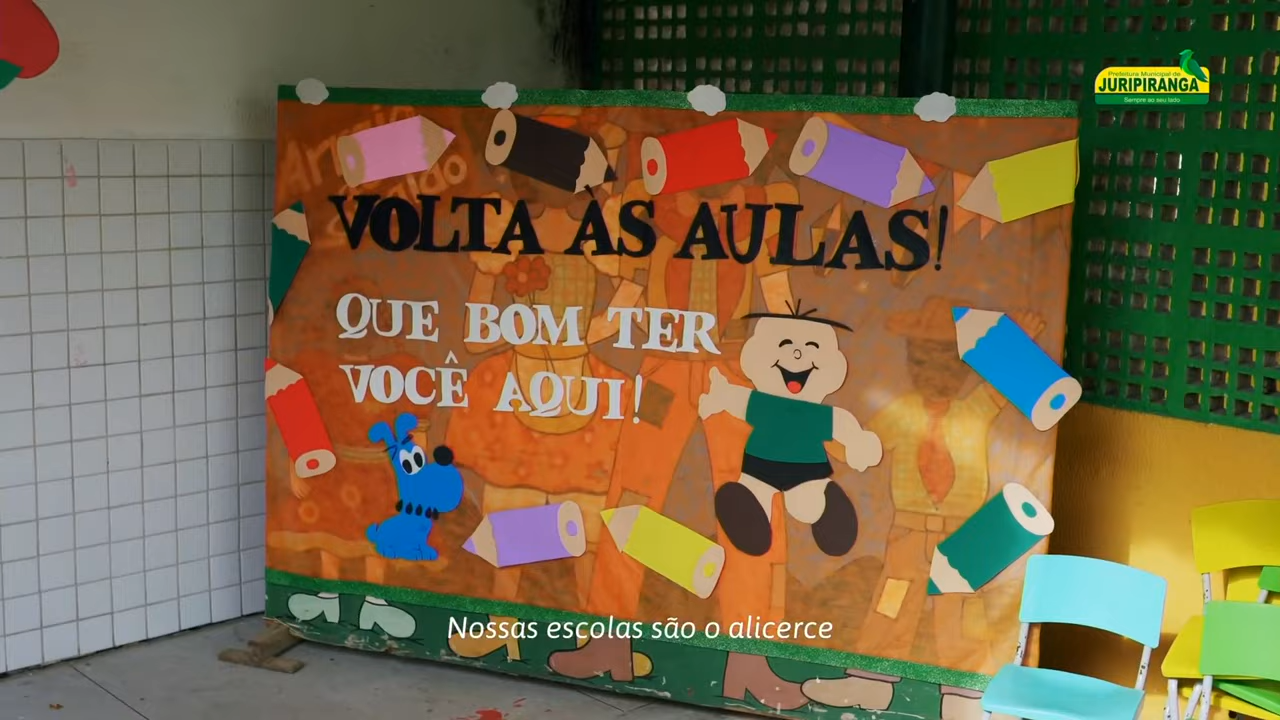 Prefeitura Municipal de
JURIPIRANGA
Sempre ao seu lado
VOLTA ÀS AULAS!
QUE BOM TER
VOCÊ AQUI!
Nossas escolas são o alicerce